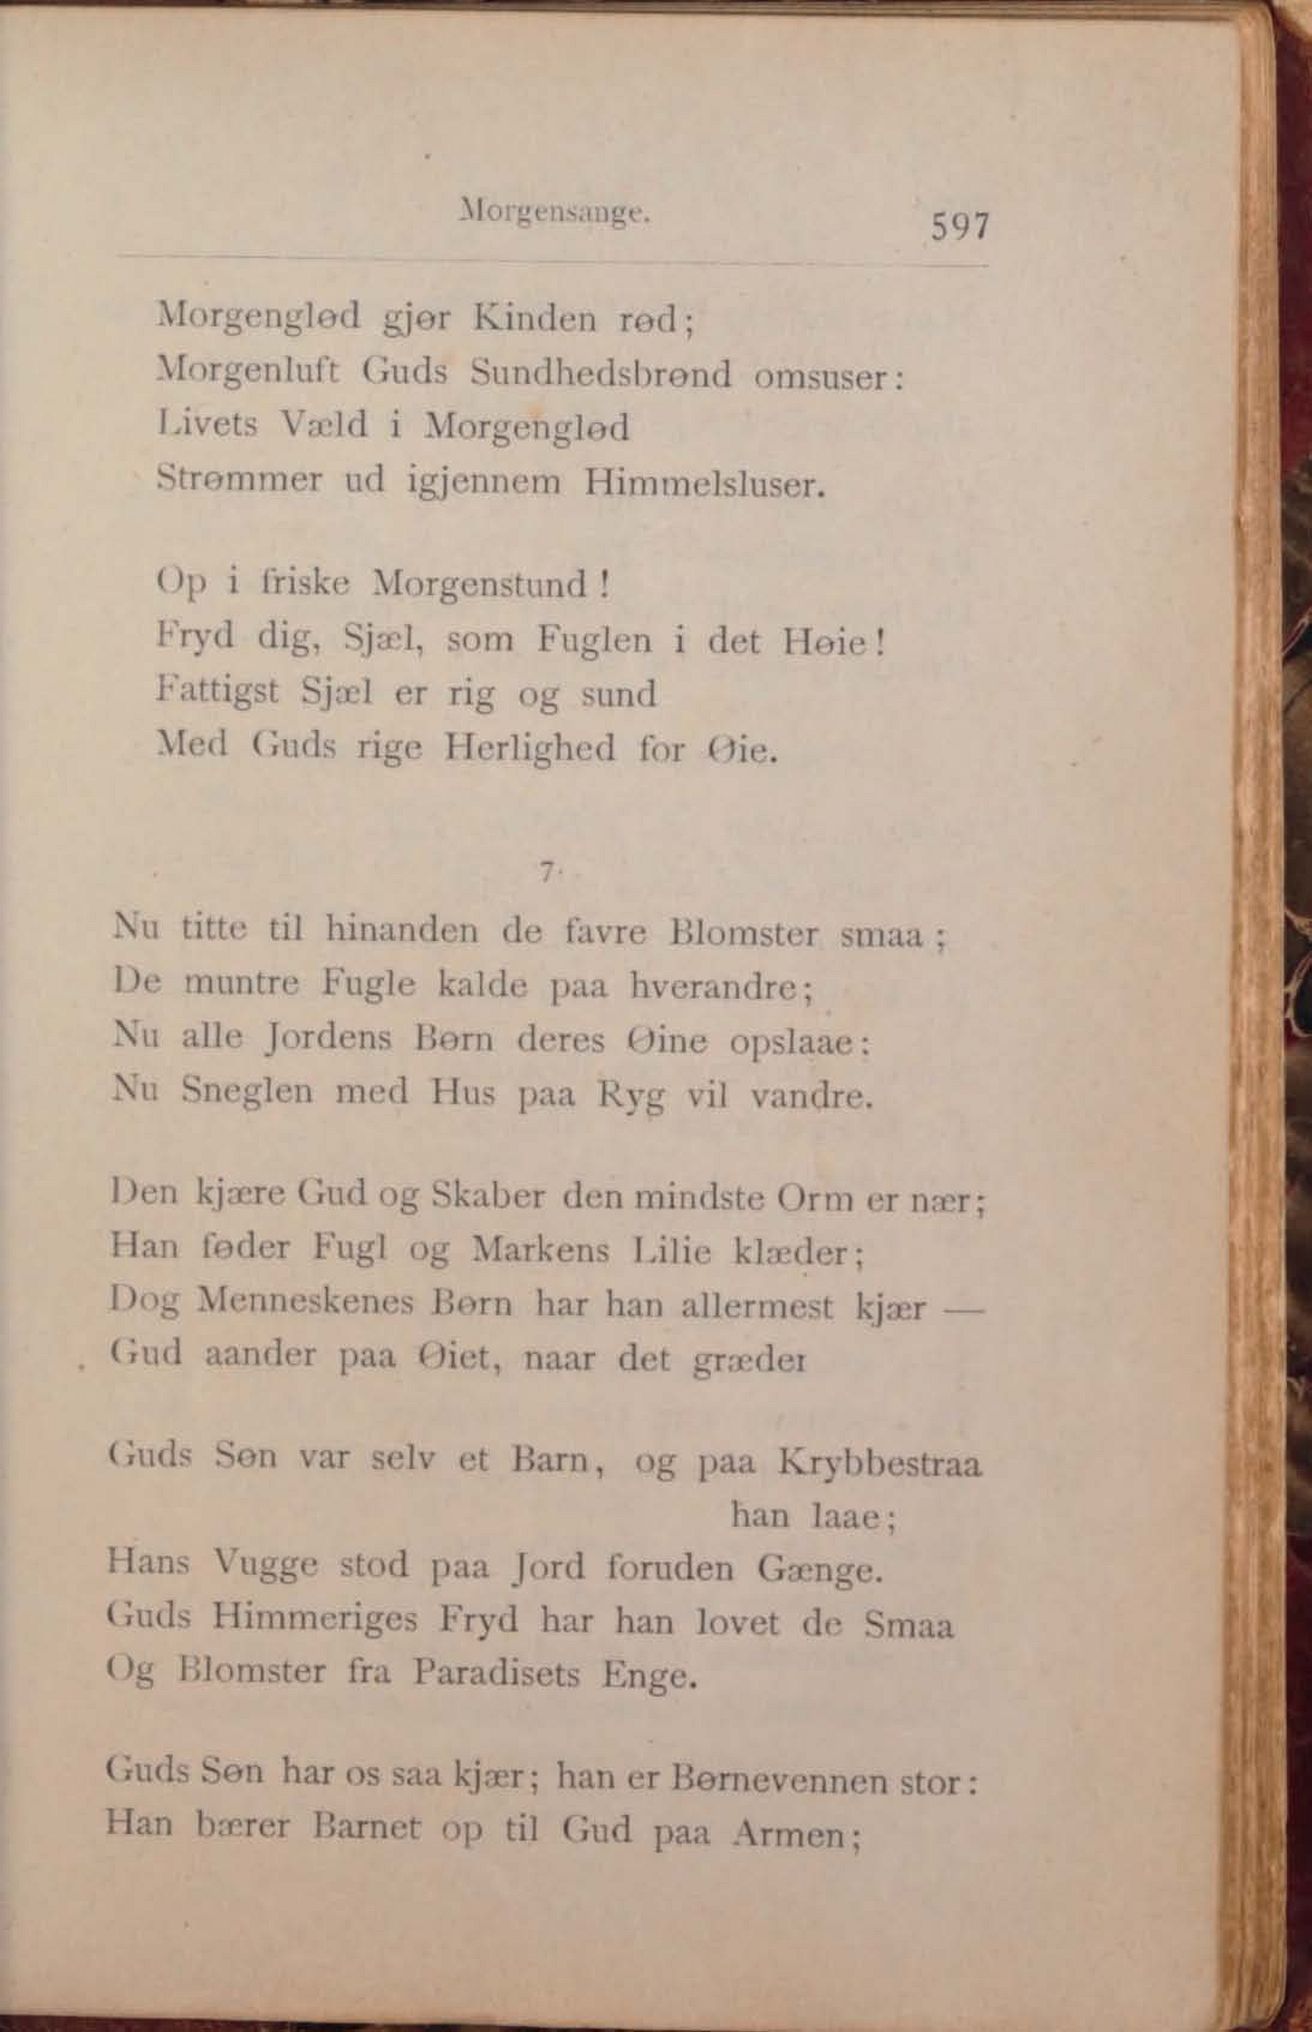 Morgensange.
597
Morgenglød gjør Kinden rød;
Morgenluft Guds Sundhedsbrønd omsuser:
Livets Væld i Morgenglød
Strømmer ud igjennem Himmelsluser.
Op i friske Morgenstund!
Fryd dig, Sjæl, som Fuglen i det Høie!
Fattigst Sjæl er rig og sund
Med Guds rige Herlighed for Øie.
7.
Nu titte til hinanden de favre Blomster smaa;
De muntre Fugle kalde paa hverandre;
Nu alle Jordens Børn deres Øine opslaae:
Nu Sneglen med Hus paa Ryg vil vandre.
Den kjære Gud og Skaber den mindste Orm er nær;
Han føder Fugl og Markens Lilie klæder;
Dog Menneskenes Børn har han allermest kjær —
Gud aander paa Øiet, naar det græder
Guds Søn var selv et Barn, og paa Krybbestraa
han laae;
Hans Vugge stod paa Jord foruden Gænge.
Guds Himmeriges Fryd har han lovet de Smaa
Og Blomster fra Paradisets Enge.
Guds Søn har os saa kjær; han er Børnevennen stor:
Han bærer Barnet op til Gud paa Armen;